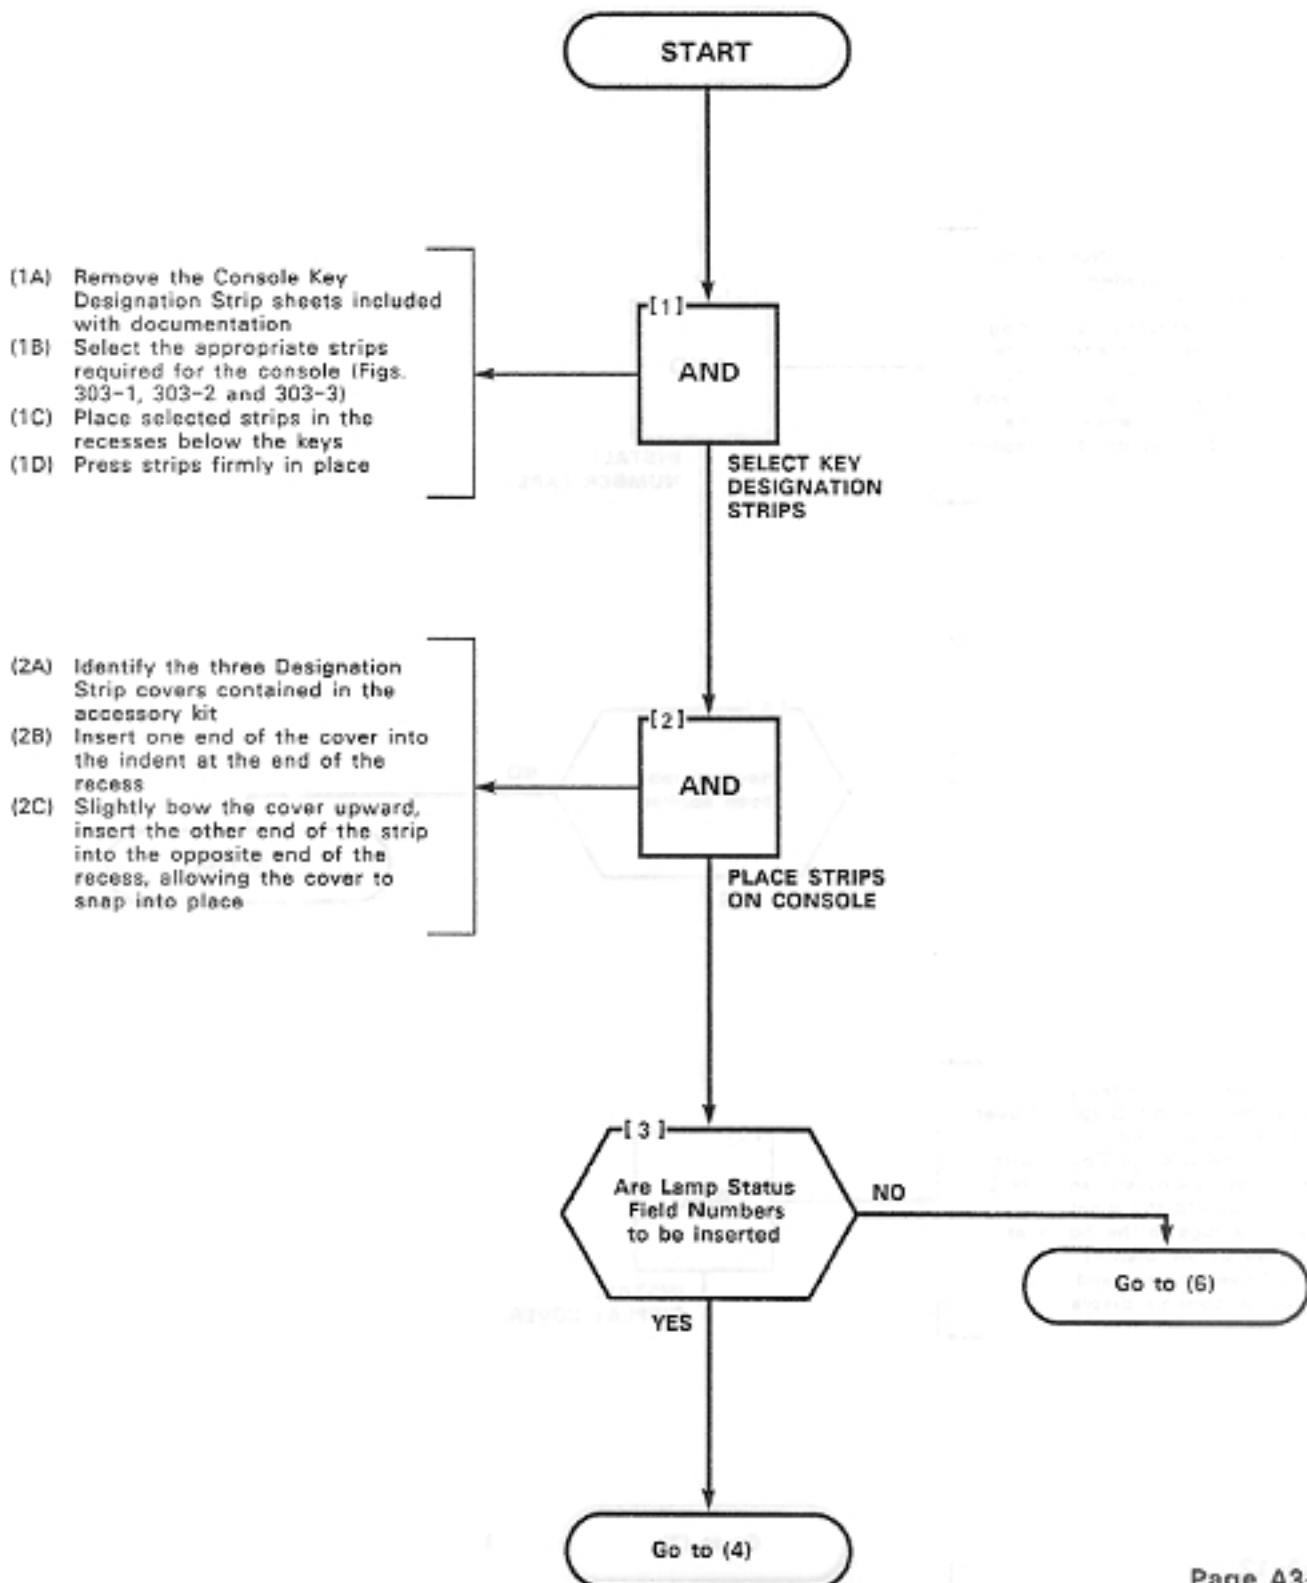 START
(1A) Remove the Console Key
Designation Strip sheets included
with documentation
(1B) Select the appropriate strips
required for the console (Figs.
303-1, 303-2 and 303-3)
(1C) Place selected strips in the
recesses below the keys
(1D) Press strips firmly in place
[1]
AND
SELECT KEY
DESIGNATION
STRIPS
(2A) Identify the three Designation
Strip covers contained in the
accessory kit
(2B) Insert one end of the cover into
the indent at the end of the
recess
(2C) Slightly bow the cover upward,
insert the other end of the strip
into the opposite end of the
recess, allowing the cover to
snap into place
[2]
AND
PLACE STRIPS
ON CONSOLE
[3]
Are Lamp Status
Field Numbers
to be inserted
NO
Go to (6)
YES
Go to (4)
Page A3-